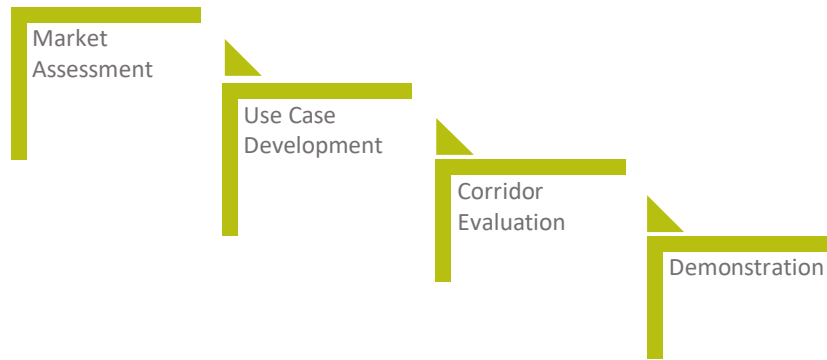 Market
Assessment
Use Case
Development
Corridor
Evaluation
Demonstration